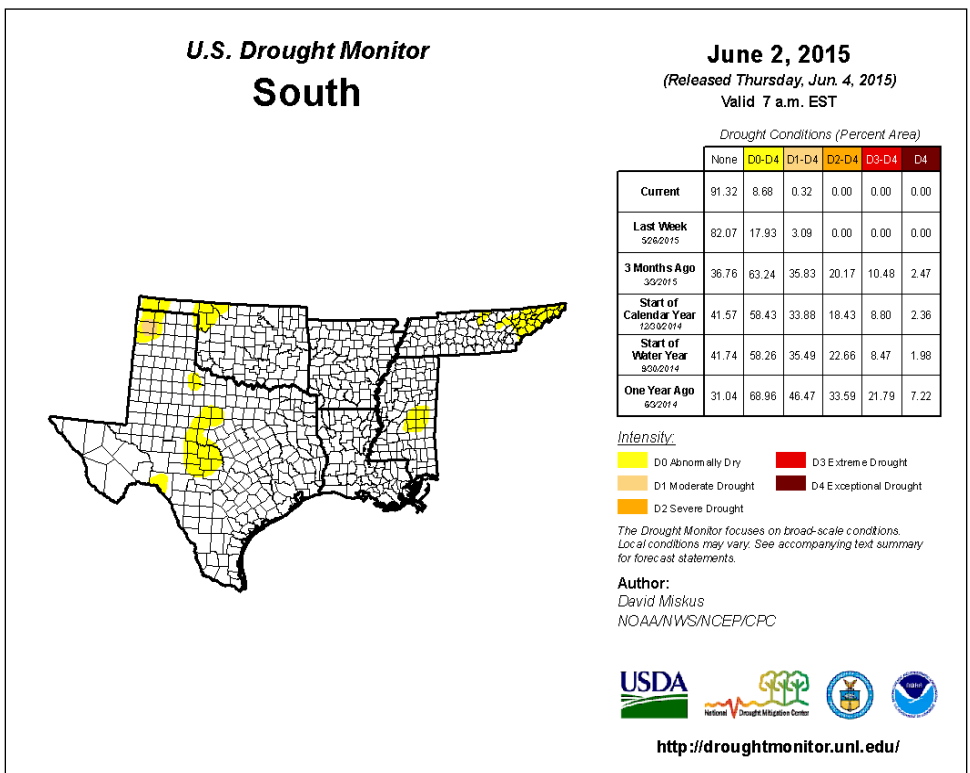 U.S. Drought Monitor
South
June 2, 2015
(Released Thursday, Jun. 4, 2015)
Valid 7 a.m. EST
Drought Conditions (Percent Area)
None D0-D4 D1-D4 D2-D4 D3-D4 D4
Current 91.32 8.68 0.32 0.00 0.00 0.00
Last Week 82.07 17.93 3.09 0.00 0.00 0.00
5/26/2015
3 Months Ago 36.76 63.24 35.83 20.17 10.48 2.47
3/3/2015
Start of
Calendar Year 41.57 58.43 33.88 18.43 8.80 2.36
12/30/2014
Start of
Water Year 41.74 58.26 35.49 22.66 8.47 1.98
9/30/2014
One Year Ago 31.04 68.96 46.47 33.59 21.79 7.22
6/3/2014
Intensity:
D0 Abnormally Dry
D1 Moderate Drought
D2 Severe Drought
D3 Extreme Drought
D4 Exceptional Drought
The Drought Monitor focuses on broad-scale conditions.
Local conditions may vary. See accompanying text summary
for forecast statements.
Author:
David Miskus
NOAA/NWS/NCEP/CPC
USDA
National Drought Mitigation Center
http://droughtmonitor.unl.edu/